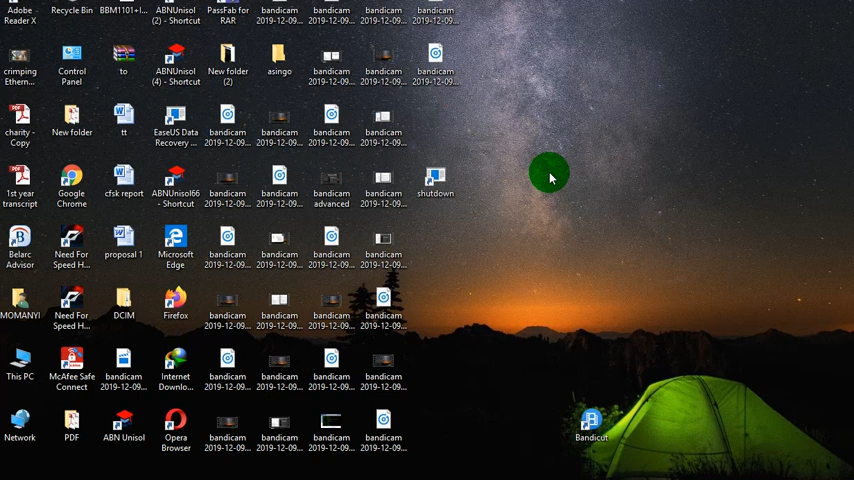 Adobe
Reader X
Recycle Bin
BBM1101+I...
ABNUnisol
(2) - Shortcut
PassFab for
RAR
bandicam
2019-12-09...
bandicam
2019-12-09...
bandicam
2019-12-09...
bandicam
2019-12-09...
crimping
Ethern...
Control
Panel
to
ABNUnisol
(4) - Shortcut
New folder
(2)
asingo
bandicam
2019-12-09...
bandicam
2019-12-09...
bandicam
2019-12-09...
charity -
Copy
New folder
tt
EaseUS Data
Recovery ...
bandicam
2019-12-09...
bandicam
2019-12-09...
bandicam
2019-12-09...
bandicam
2019-12-09...
1st year
transcript
Google
Chrome
cfsk report
ABNUnisol66
- Shortcut
bandicam
2019-12-09...
bandicam
2019-12-09...
bandicam
advanced
bandicam
2019-12-09...
shutdown
Belarc
Advisor
Need For
Speed H...
proposal 1
Microsoft
Edge
bandicam
2019-12-09...
bandicam
2019-12-09...
bandicam
2019-12-09...
bandicam
2019-12-09...
MOMANYI
Need For
Speed H...
DCIM
Firefox
bandicam
2019-12-09...
bandicam
2019-12-09...
bandicam
2019-12-09...
bandicam
2019-12-09...
This PC
McAfee Safe
Connect
bandicam
2019-12-09...
Internet
Downlo...
bandicam
2019-12-09...
bandicam
2019-12-09...
bandicam
2019-12-09...
bandicam
2019-12-09...
Network
PDF
ABN Unisol
Opera
Browser
bandicam
2019-12-09...
bandicam
2019-12-09...
bandicam
2019-12-09...
bandicam
2019-12-09...
Bandicut